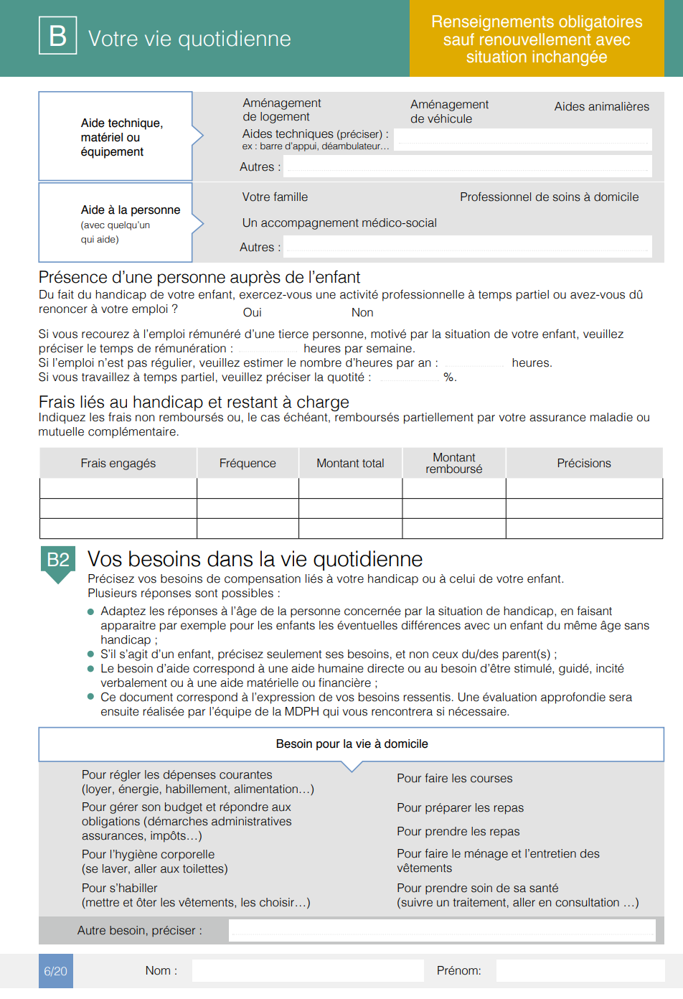 B Votre vie quotidienne
Renseignements obligatoires
sauf renouvellement avec
situation inchangée
Aide technique,
matériel ou
équipement
Aménagement
de logement
Aménagement
de véhicule
Aides animalières
Aides techniques (préciser) :
ex : barre d'appui, déambulateur…
Autres :
Aide à la personne
(avec quelqu'un
qui aide)
Votre famille
Professionnel de soins à domicile
Un accompagnement médico-social
Autres :
Présence d'une personne auprès de l'enfant
Du fait du handicap de votre enfant, exercez-vous une activité professionnelle à temps partiel ou avez-vous dû
renoncer à votre emploi ? Oui Non
Si vous recourez à l'emploi rémunéré d'une tierce personne, motivé par la situation de votre enfant, veuillez
préciser le temps de rémunération : heures par semaine.
Si l'emploi n'est pas régulier, veuillez estimer le nombre d'heures par an : heures.
Si vous travaillez à temps partiel, veuillez préciser la quotité : %.
Frais liés au handicap et restant à charge
Indiquez les frais non remboursés ou, le cas échéant, remboursés partiellement par votre assurance maladie ou
mutuelle complémentaire.
Frais engagés
Fréquence
Montant total
Montant
remboursé
Précisions
B2 Vos besoins dans la vie quotidienne
Précisez vos besoins de compensation liés à votre handicap ou à celui de votre enfant.
Plusieurs réponses sont possibles :
Adaptez les réponses à l'âge de la personne concernée par la situation de handicap, en faisant
apparaitre par exemple pour les enfants les éventuelles différences avec un enfant du même âge sans
handicap ;
S'il s'agit d'un enfant, précisez seulement ses besoins, et non ceux du/des parent(s) ;
Le besoin d'aide correspond à une aide humaine directe ou au besoin d'être stimulé, guidé, incité
verbalement ou à une aide matérielle ou financière ;
Ce document correspond à l'expression de vos besoins ressentis. Une évaluation approfondie sera
ensuite réalisée par l'équipe de la MDPH qui vous rencontrera si nécessaire.
Besoin pour la vie à domicile
Pour régler les dépenses courantes
(loyer, énergie, habillement, alimentation…)
Pour gérer son budget et répondre aux
obligations (démarches administratives
assurances, impôts…)
Pour l'hygiène corporelle
(se laver, aller aux toilettes)
Pour s'habiller
(mettre et ôter les vêtements, les choisir…)
Pour faire les courses
Pour préparer les repas
Pour prendre les repas
Pour faire le ménage et l'entretien des
vêtements
Pour prendre soin de sa santé
(suivre un traitement, aller en consultation …)
Autre besoin, préciser :
6/20
Nom :
Prénom: